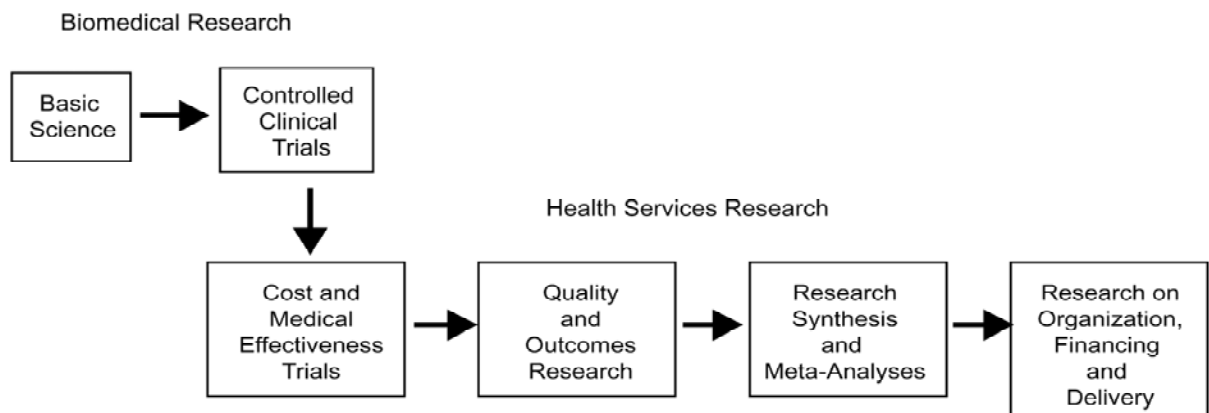 Biomedical Research
Basic
Science
Controlled
Clinical
Trials
Health Services Research
Cost and
Medical
Effectiveness
Trials
Quality
and
Outcomes
Research
Research
Synthesis
and
Meta-Analyses
Research on
Organization,
Financing
and
Delivery